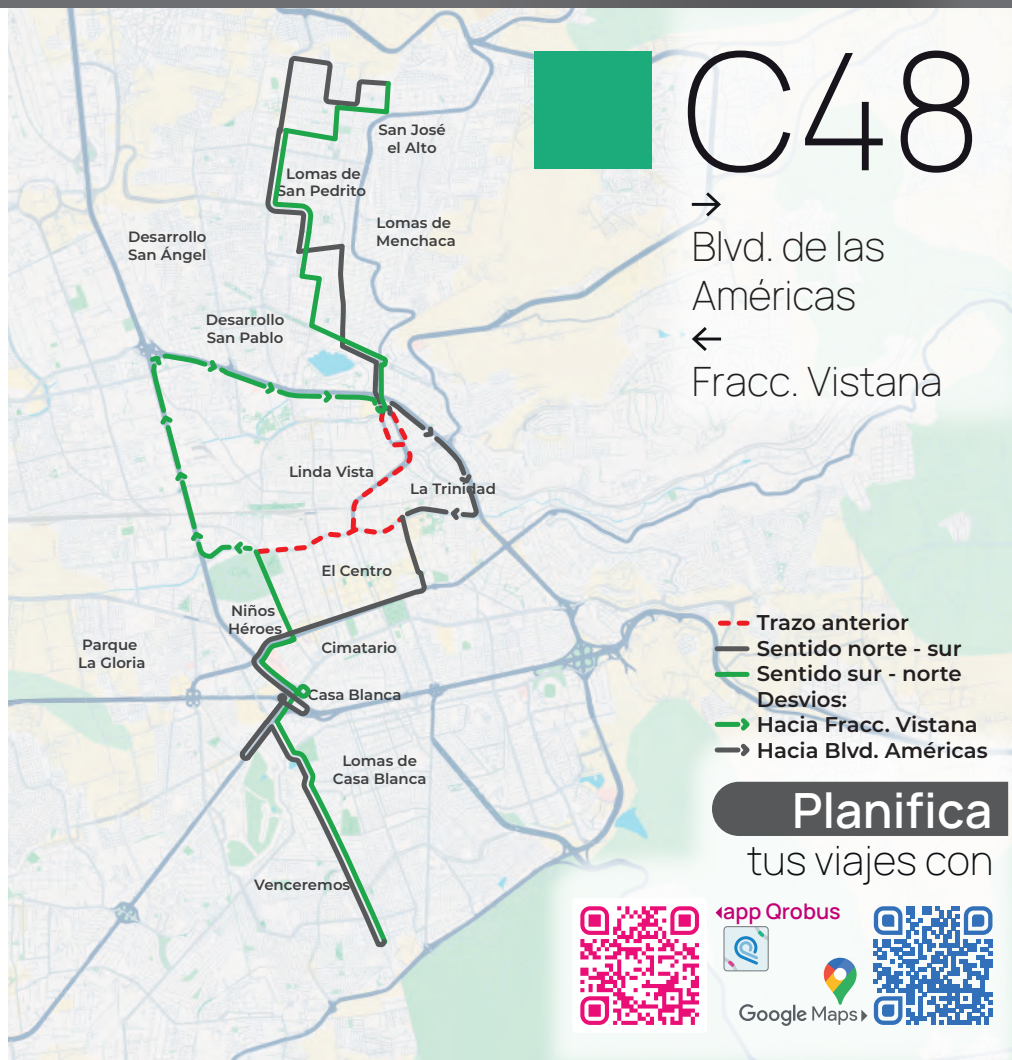 C48
→
Blvd. de las
Américas
←
Fracc. Vistana
San José
el Alto
Lomas de
San Pedrito
Lomas de
Menchaca
Desarrollo
San Ángel
Desarrollo
San Pablo
Linda Vista
La Trinidad
El Centro
Niños
Héroes
Cimatario
Parque
La Gloria
Casa Blanca
Lomas de
Casa Blanca
Venceremos
Trazo anterior
Sentido norte - sur
Sentido sur - norte
Desvios:
Hacia Fracc. Vistana
Hacia Blvd. Américas
Planifica
tus viajes con
app Qrobus
Google Maps